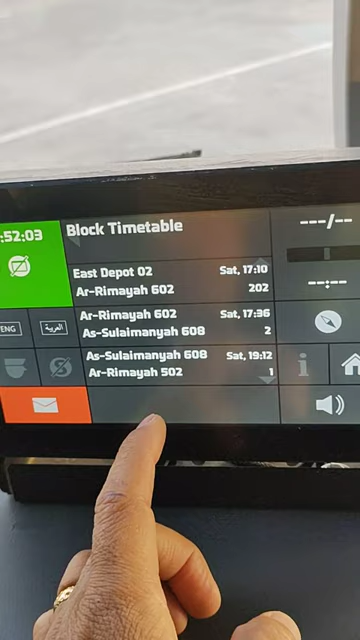 :52:03
Block Timetable
---/--
East Depot 02 Sat, 17:10
Ar-Rimayah 602 202
--:--
Ar-Rimayah 602 Sat, 17:36
As-Sulaimanyah 608 2
ENG العربية
As-Sulaimanyah 608 Sat, 19:12
Ar-Rimayah 502 1
i